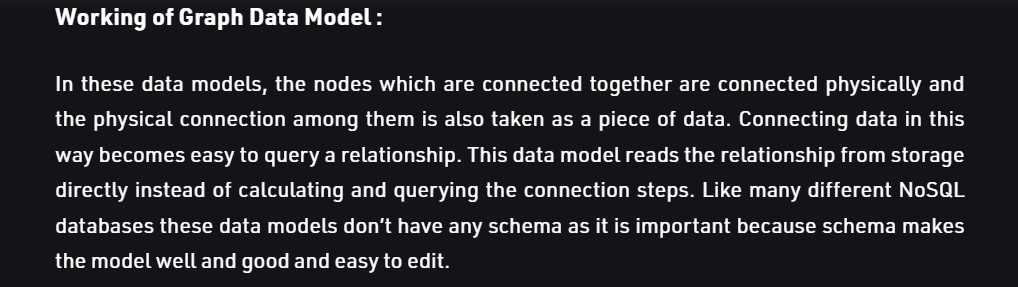 Working of Graph Data Model :
In these data models, the nodes which are connected together are connected physically and
the physical connection among them is also taken as a piece of data. Connecting data in this
way becomes easy to query a relationship. This data model reads the relationship from storage
directly instead of calculating and querying the connection steps. Like many different NoSQL
databases these data models don't have any schema as it is important because schema makes
the model well and good and easy to edit.